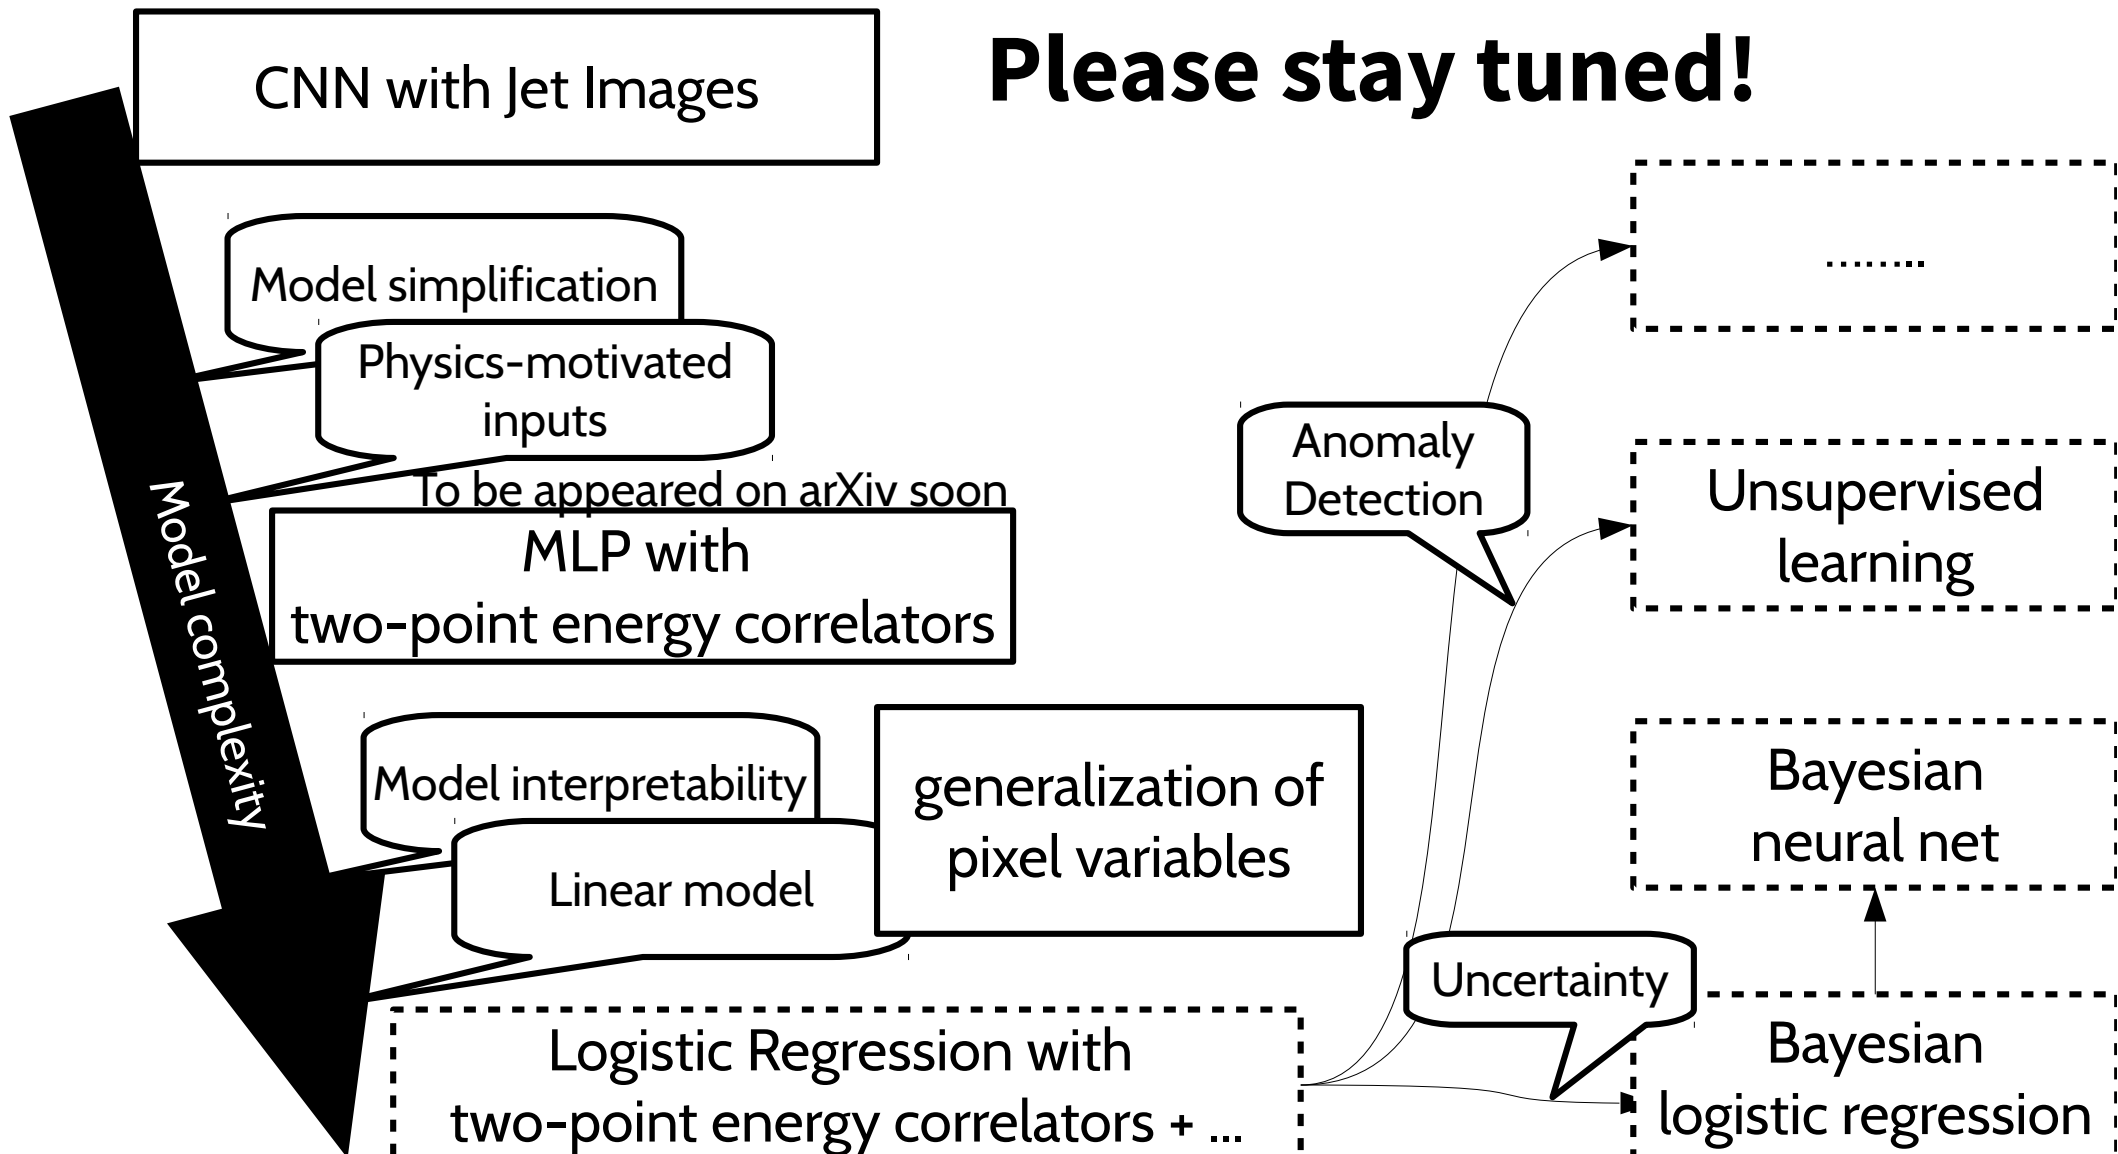 CNN with Jet Images
Please stay tuned!
Model simplification
Physics-motivated
inputs
To be appeared on arXiv soon
MLP with
two-point energy correlators
Model complexity
Model interpretability
Linear model
generalization of
pixel variables
Logistic Regression with
two-point energy correlators + ...
........
Anomaly
Detection
Unsupervised
learning
Bayesian
neural net
Uncertainty
Bayesian
logistic regression